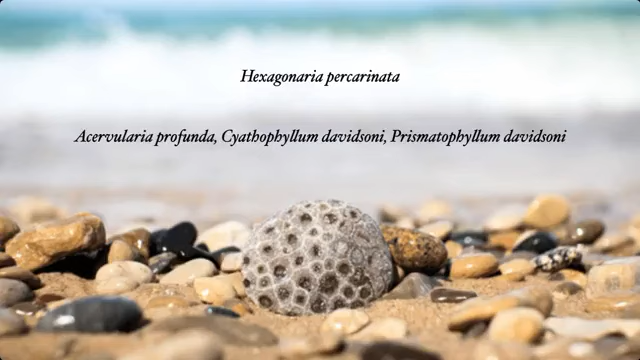 Hexagonaria percarinata
Acervularia profunda, Cyathophyllum davidsoni, Prismatophyllum davidsoni